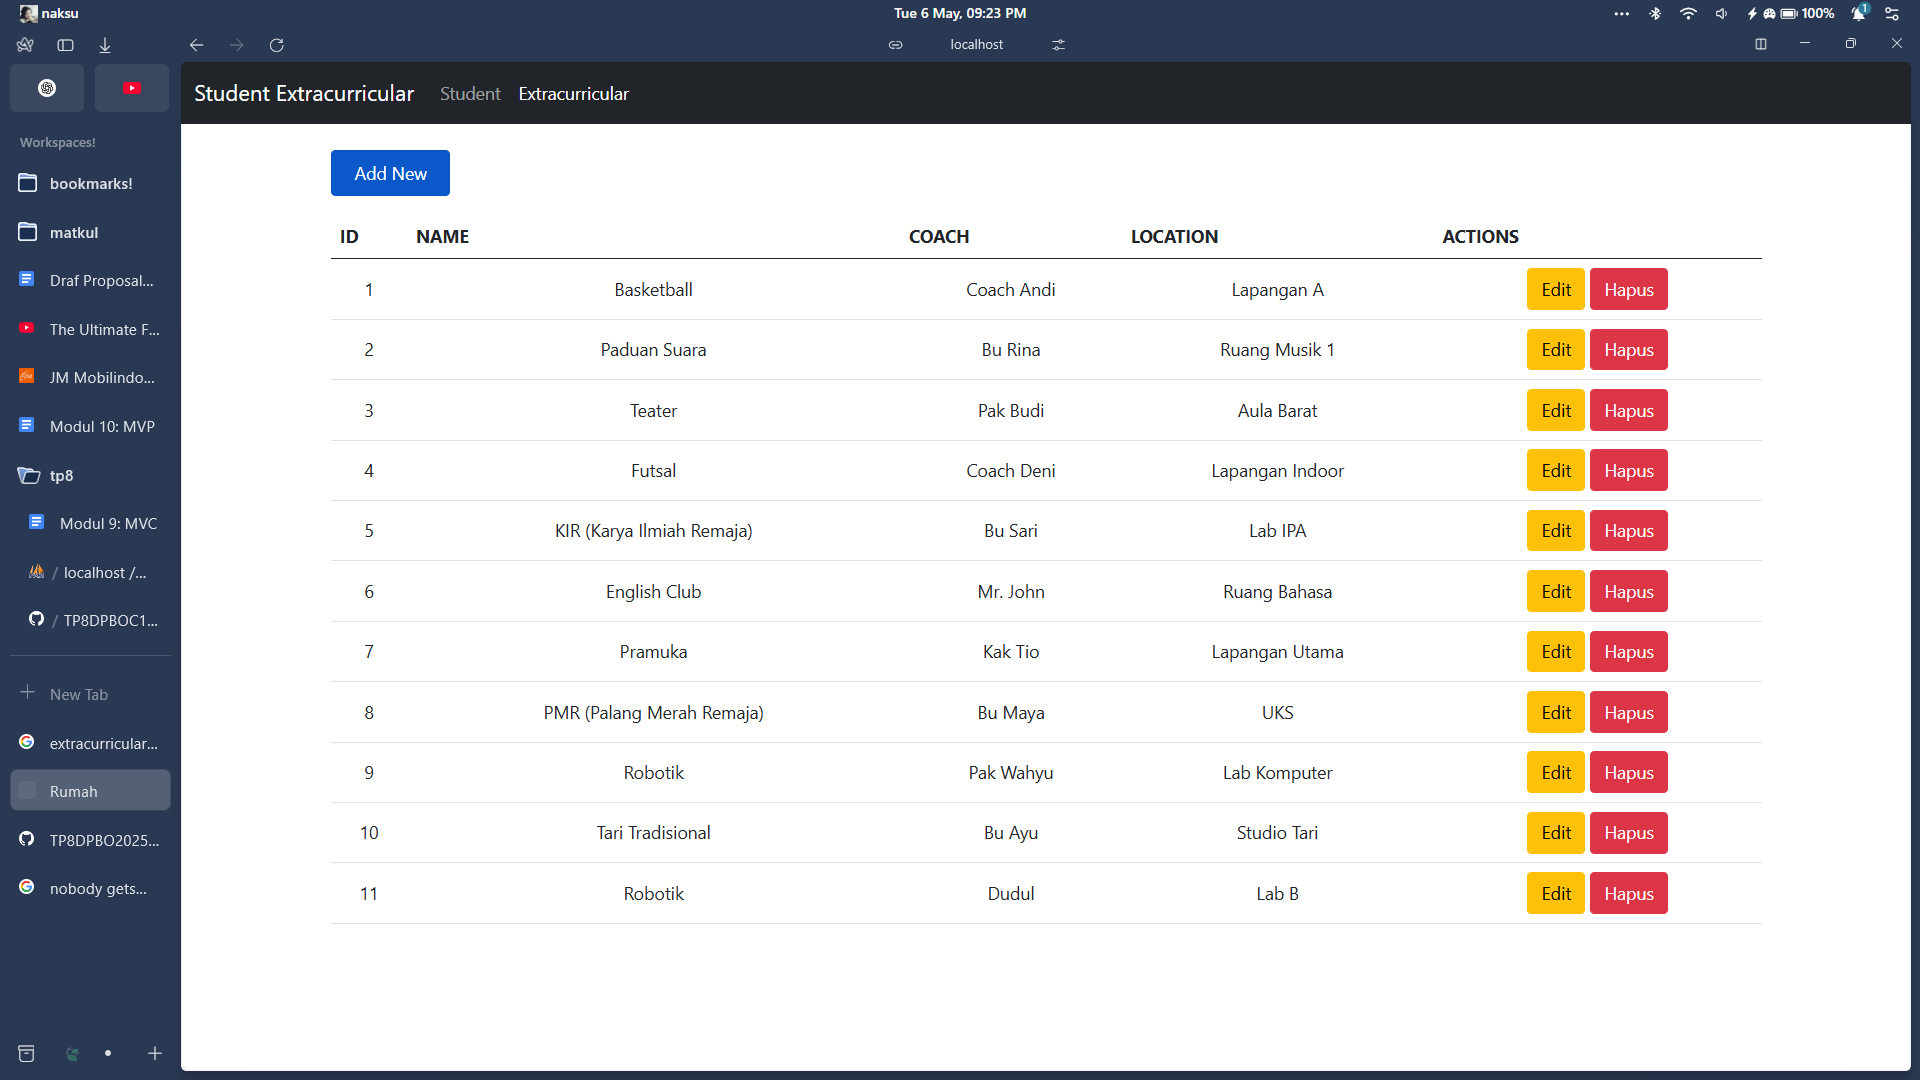 naksu
Tue 6 May, 09:23 PM
100%
1
localhost
Workspaces!
bookmarks!
matkul
Draf Proposal...
The Ultimate F...
JM Mobilindo...
Modul 10: MVP
tp8
Modul 9: MVC
/ localhost /...
/ TP8DPBOC1...
New Tab
extracurricular...
Rumah
TP8DPBO2025...
nobody gets...
Student Extracurricular Student Extracurricular
Add New
ID NAME COACH LOCATION ACTIONS
1 Basketball Coach Andi Lapangan A Edit Hapus
2 Paduan Suara Bu Rina Ruang Musik 1 Edit Hapus
3 Teater Pak Budi Aula Barat Edit Hapus
4 Futsal Coach Deni Lapangan Indoor Edit Hapus
5 KIR (Karya Ilmiah Remaja) Bu Sari Lab IPA Edit Hapus
6 English Club Mr. John Ruang Bahasa Edit Hapus
7 Pramuka Kak Tio Lapangan Utama Edit Hapus
8 PMR (Palang Merah Remaja) Bu Maya UKS Edit Hapus
9 Robotik Pak Wahyu Lab Komputer Edit Hapus
10 Tari Tradisional Bu Ayu Studio Tari Edit Hapus
11 Robotik Dudul Lab B Edit Hapus